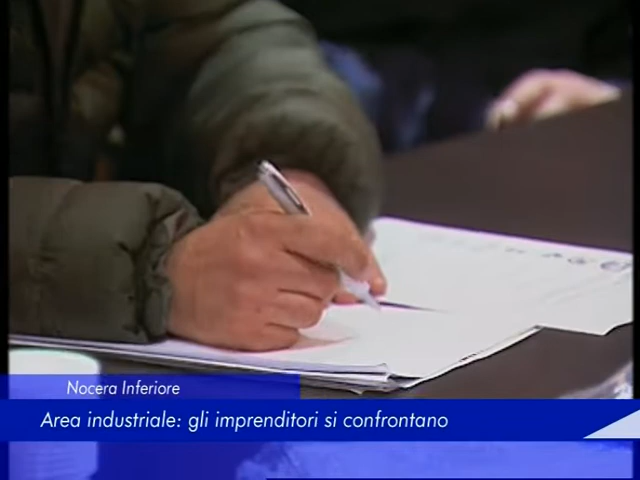 Nocera Inferiore
Area industriale: gli imprenditori si confrontano